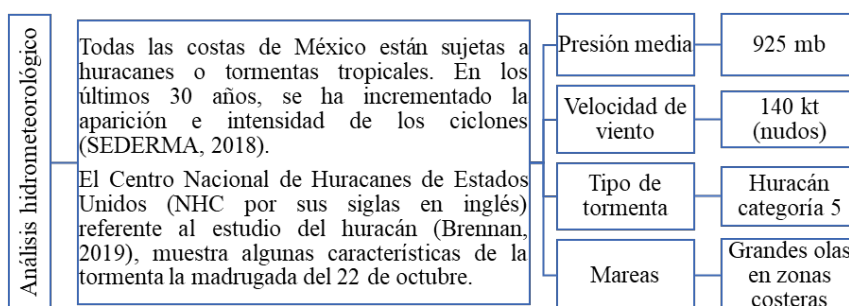 Análisis hidrometeorológico
Todas las costas de México están sujetas a
huracanes o tormentas tropicales. En los
últimos 30 años, se ha incrementado la
aparición e intensidad de los ciclones
(SEDERMA, 2018).
El Centro Nacional de Huracanes de Estados
Unidos (NHC por sus siglas en inglés)
referente al estudio del huracán (Brennan,
2019), muestra algunas características de la
tormenta la madrugada del 22 de octubre.
Presión media
925 mb
Velocidad de
viento
140 kt
(nudos)
Tipo de
tormenta
Huracán
categoría 5
Mareas
Grandes olas
en zonas
costeras